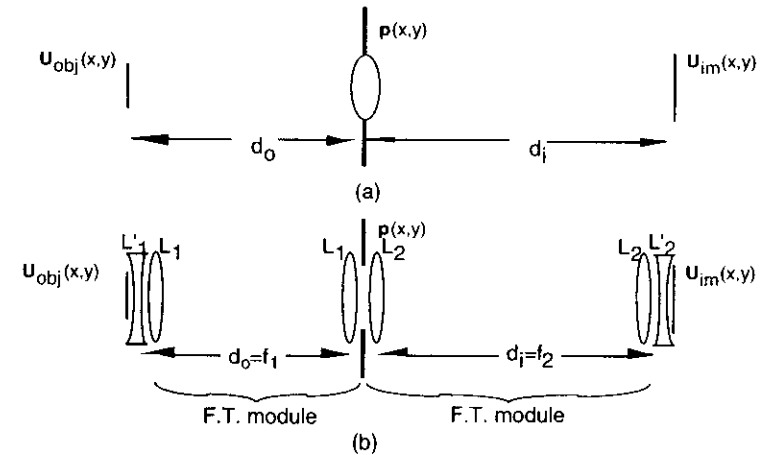 p(x,y)
U_obj(x,y)
U_im(x,y)
d_o
d_i
(a)
p(x,y)
L'_1
L_1
L_1
L_2
L_2
L'_2
U_obj(x,y)
U_im(x,y)
d_o=f_1
d_i=f_2
F.T. module
F.T. module
(b)